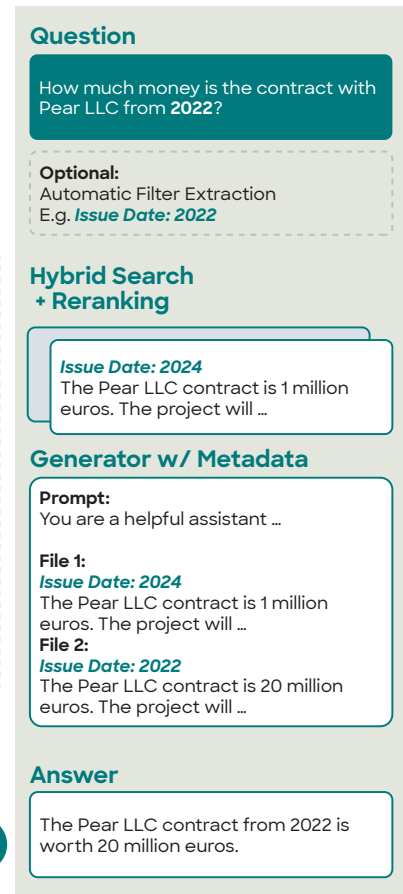 Question
How much money is the contract with
Pear LLC from 2022?
Optional:
Automatic Filter Extraction
E.g. Issue Date: 2022
Hybrid Search
+ Reranking
Issue Date: 2024
The Pear LLC contract is 1 million
euros. The project will …
Generator w/ Metadata
Prompt:
You are a helpful assistant …
File 1:
Issue Date: 2024
The Pear LLC contract is 1 million
euros. The project will …
File 2:
Issue Date: 2022
The Pear LLC contract is 20 million
euros. The project will …
Answer
The Pear LLC contract from 2022 is
worth 20 million euros.